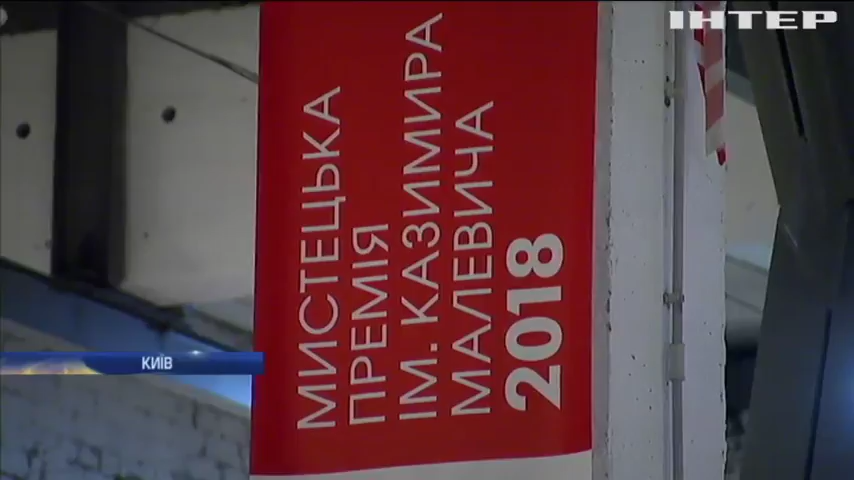 ІНТЕР
МИСТЕЦЬКА
ПРЕМІЯ
ІМ. КАЗИМИРА
МАЛЕВИЧА
2018
КИЇВ